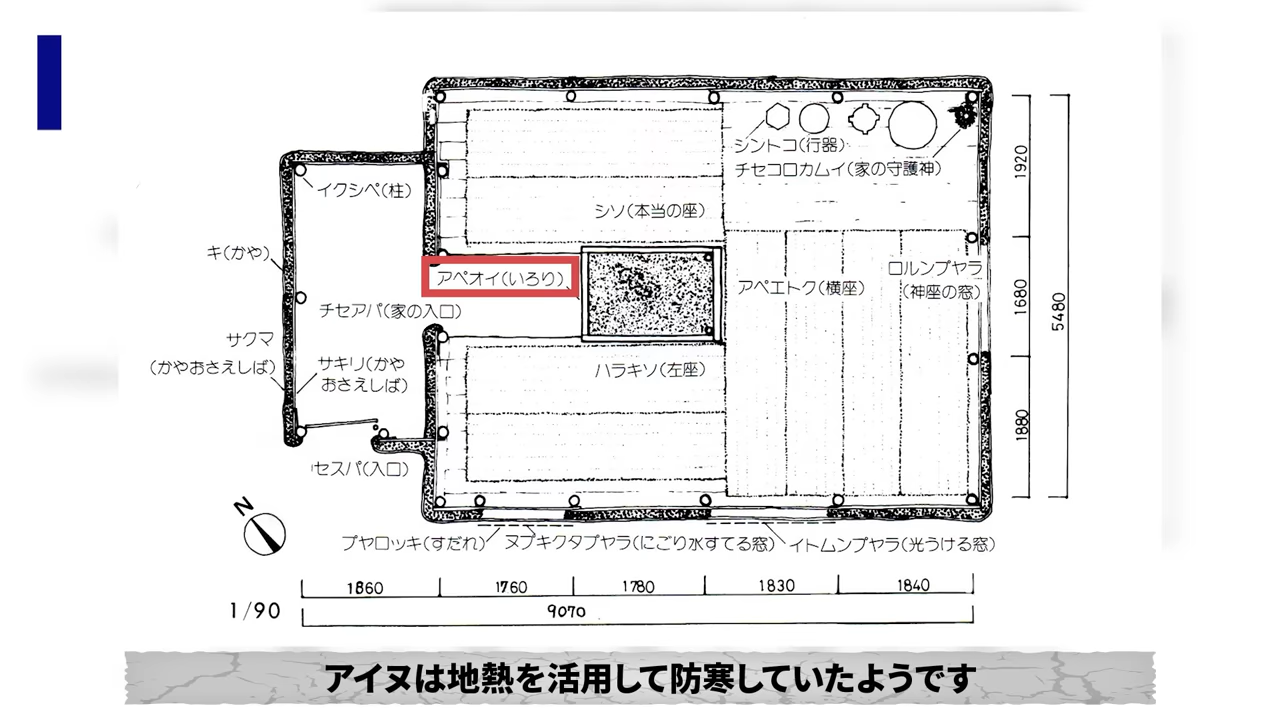 シントコ(行器)
チセコロカムイ(家の守護神)
イクシペ(柱)
シソ(本当の座)
キ(かや)
アペオイ(いろり)
アペエトク(横座)
ロルンプヤラ
(神座の窓)
チセアパ(家の入口)
サクマ
(かやおさえしば)
サキリ(かや
おさえしば)
ハラキソ(左座)
セスパ(入口)
N
プヤロッキ(すだれ)
ヌプキクタプヤラ(にごり水すてる窓)
イトムンプヤラ(光うける窓)
1920
1680
1880
5480
1860
1760
1780
1830
1840
9070
1/90
アイヌは地熱を活用して防寒していたようです